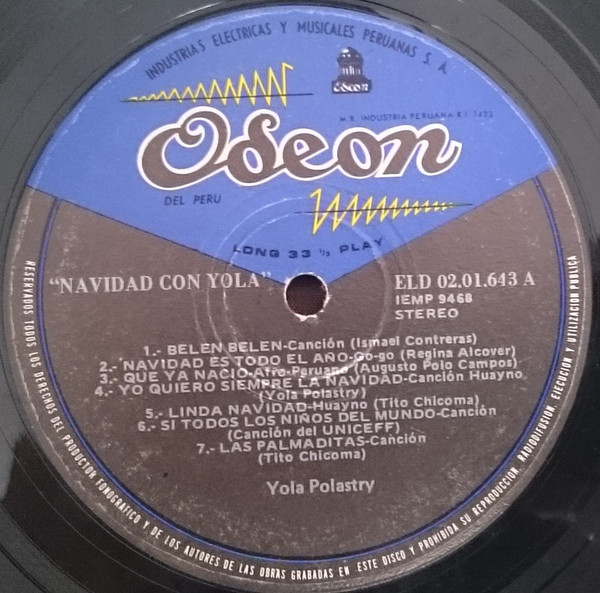 INDUSTRIAS ELECTRICAS Y MUSICALES PERUANAS S. A.
Odeon
M.R. INDUSTRIA PERUANA R.I. 1422
Odeon
DEL PERU
LONG 33 1/3 PLAY
"NAVIDAD CON YOLA"
ELD 02.01.643 A
IEMP 9468
STEREO
1.- BELEN BELEN-Canción (Ismael Contreras)
2.- NAVIDAD ES TODO EL AÑO-Go-go (Regina Alcover)
3.- QUE YA NACIO-Afro-Peruano (Augusto Polo Campos)
4.- YO QUIERO SIEMPRE LA NAVIDAD-Canción Huayno
(Yola Polastry)
5.- LINDA NAVIDAD-Huayno (Tito Chicoma)
6.- SI TODOS LOS NIÑOS DEL MUNDO-Canción
(Canción del UNICEFF)
7.- LAS PALMADITAS-Canción
(Tito Chicoma)
Yola Polastry
RESERVADOS TODOS LOS DERECHOS DEL PRODUCTOR FONOGRAFICO Y DE LOS AUTORES DE LAS OBRAS GRABADAS EN ESTE DISCO Y PROHIBIDA SU REPRODUCCION, RADIODIFUSION, EJECUCION Y UTILIZACION PUBLICA